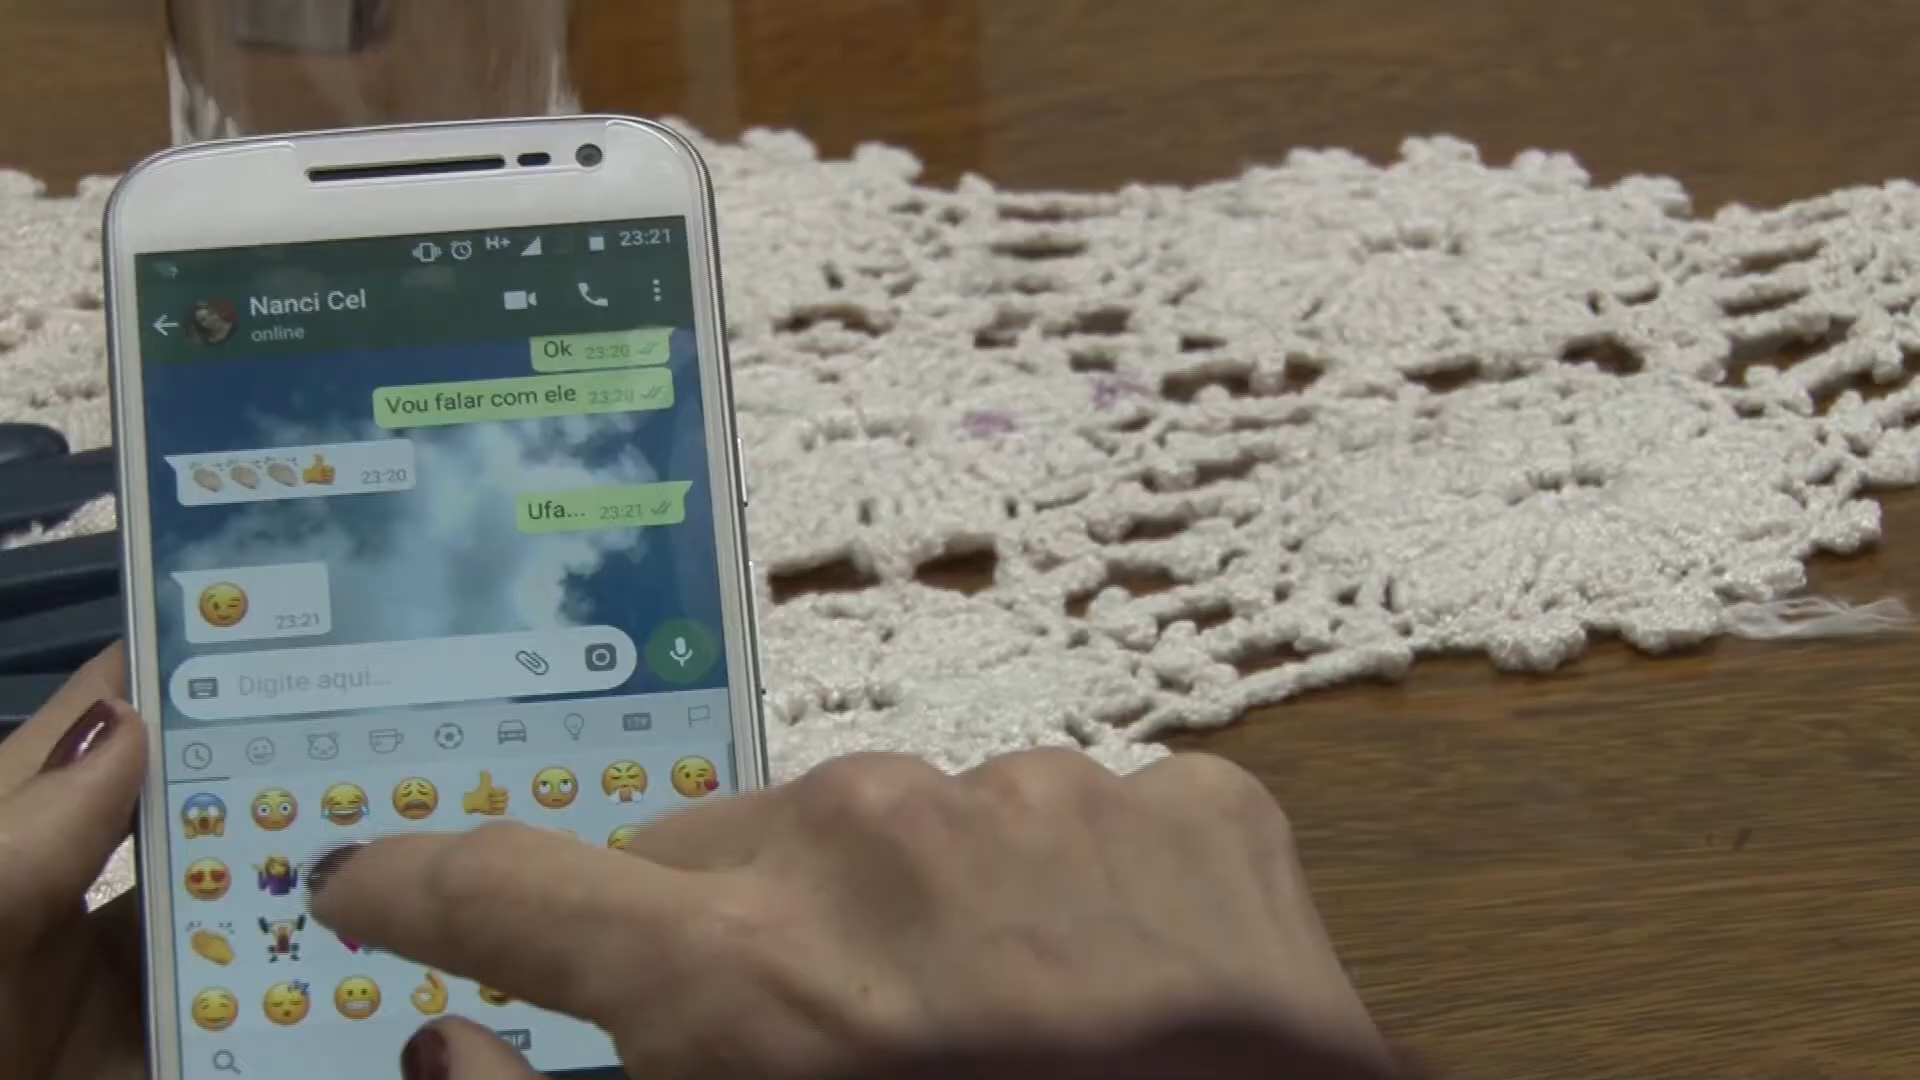 H+ 23:21
Nanci Cel
online
Ok 23:20
Vou falar com ele 23:20
23:20
Ufa... 23:21
23:21
Digite aqui...
GIF